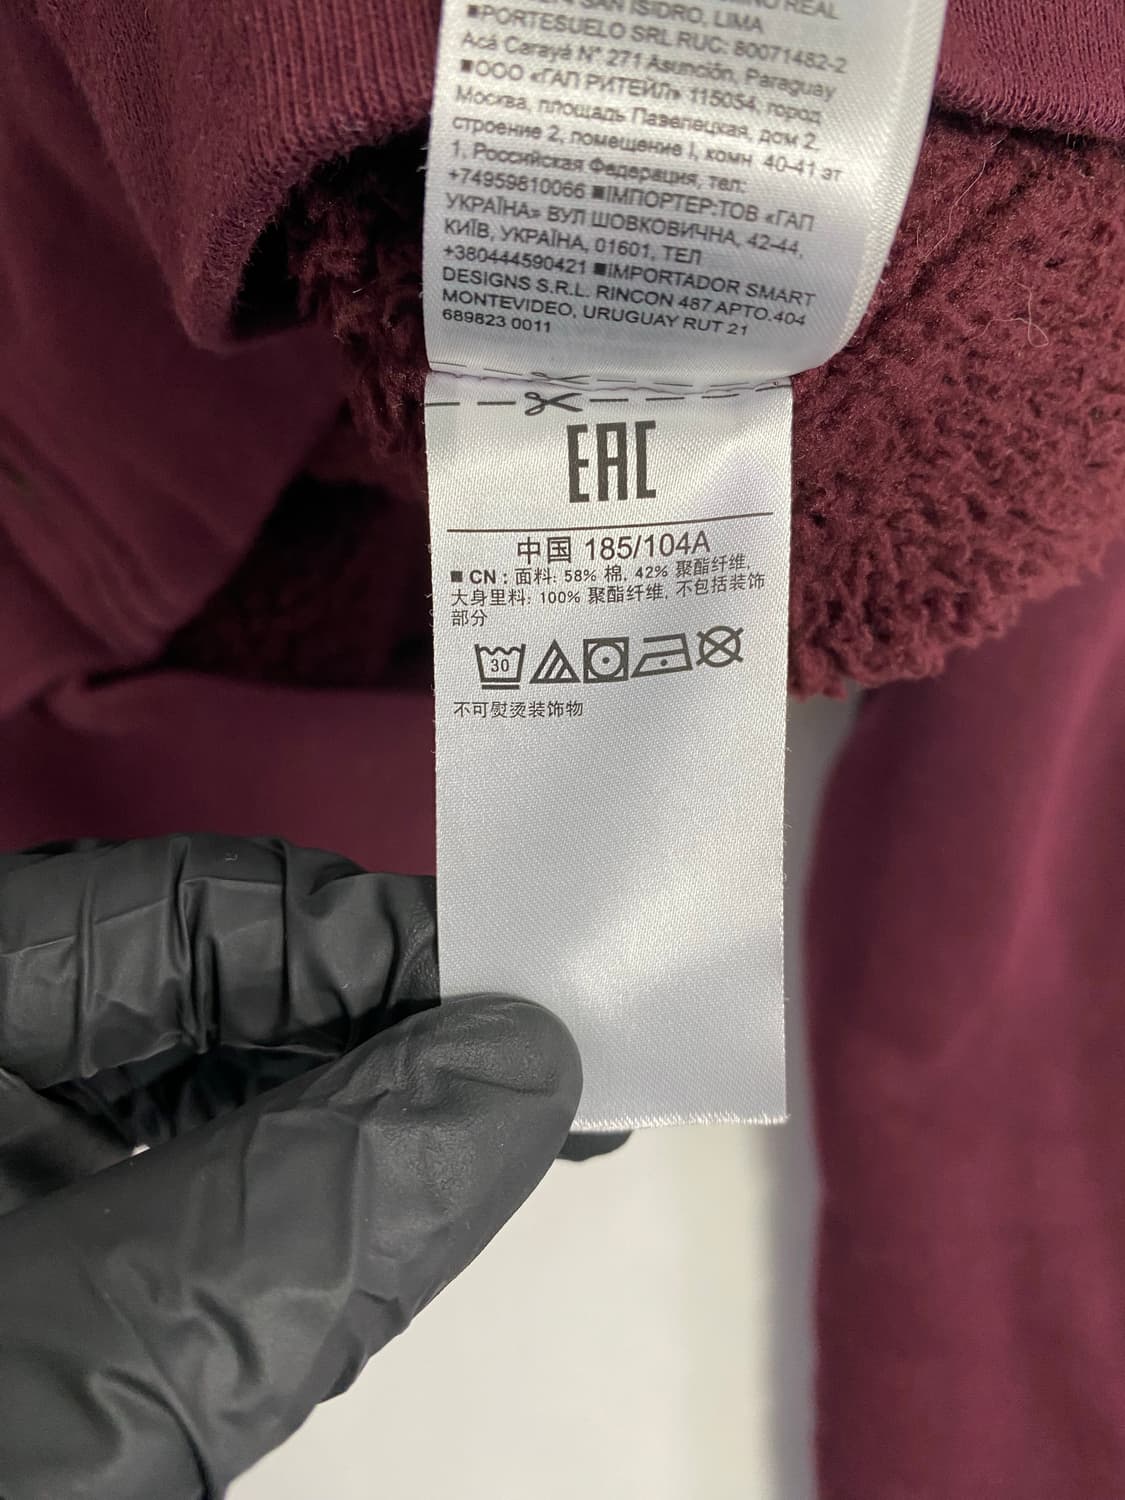 REAL
SAN ISIDRO, LIMA
■PORTESUELO SRL RUC: 80071482-2
Acá Carayá N° 271 Asunción, Paraguay
■ООО «ГАП РИТЕЙЛ» 115054, город
Москва, площадь Павелецкая, дом 2,
строение 2, помещение I, комн 40-41 эт
1, Российская Федерация, тел:
+74959810066 ■ІМПОРТЕР:ТОВ «ГАП
УКРАЇНА» ВУЛ ШОВКОВИЧНА, 42-44,
КИЇВ, УКРАЇНА, 01601, ТЕЛ
+380444590421 ■IMPORTADOR SMART
DESIGNS S.R.L. RINCON 487 APTO.404
MONTEVIDEO, URUGUAY RUT 21
689823 0011
EAC
中国 185/104A
■ CN : 面料: 58% 棉, 42% 聚酯纤维,
大身里料: 100% 聚酯纤维, 不包括装饰
部分
30
不可熨烫装饰物